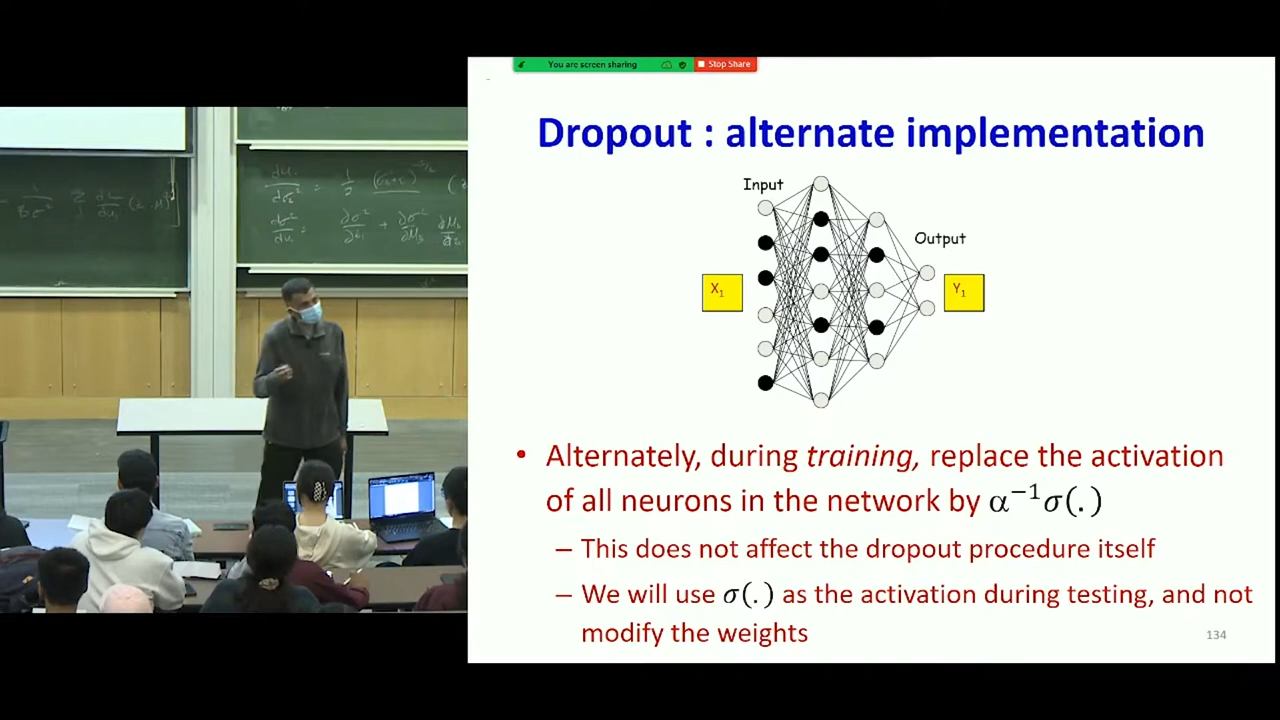 You are screen sharing
Stop Share
Dropout : alternate implementation
Input
Output
X₁
Y₁
• Alternately, during training, replace the activation
of all neurons in the network by α⁻¹σ(.)
– This does not affect the dropout procedure itself
– We will use σ(.) as the activation during testing, and not
modify the weights
134